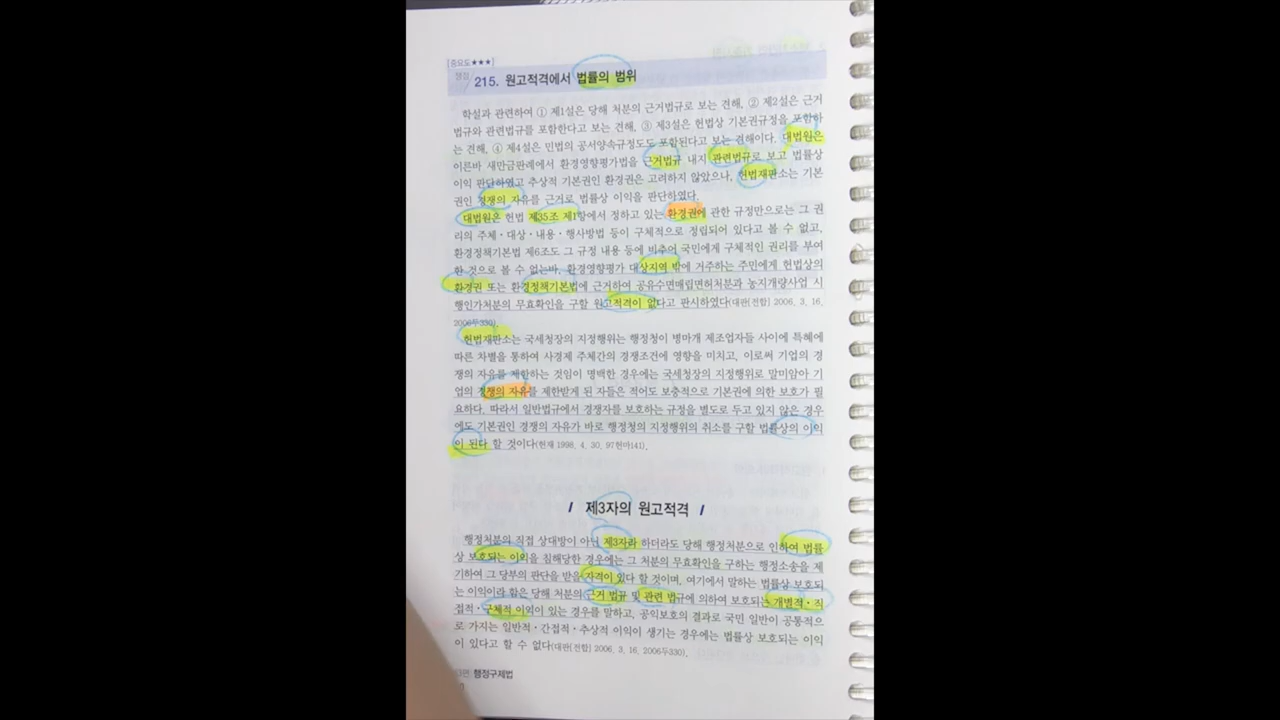 [중요도★★★]
쟁점 215. 원고적격에서 법률의 범위
학설과 관련하여 ① 제1설은 당해 처분의 근거법규로 보는 견해, ② 제2설은 근거
법규와 관련법규를 포함한다고 보는 견해, ③ 제3설은 헌법상 기본권규정을 포함하
는 견해, ④ 제4설은 민법의 공서양속규정도도 포함된다고 보는 견해이다. 대법원은
이른바 새만금판례에서 환경영향평가법을 근거법규 내지 관련법규로 보고 법률상
이익 판단하였고 추상적 기본권인 환경권은 고려하지 않았으나, 헌법재판소는 기본
권인 경쟁의 자유를 근거로 법률상 이익을 판단하였다.
대법원은 헌법 제35조 제1항에서 정하고 있는 환경권에 관한 규정만으로는 그 권
리의 주체·대상·내용·행사방법 등이 구체적으로 정립되어 있다고 볼 수 없고,
환경정책기본법 제6조도 그 규정 내용 등에 비추어 국민에게 구체적인 권리를 부여
한 것으로 볼 수 없는바, 환경영향평가 대상지역 밖에 거주하는 주민에게 헌법상의
환경권 또는 환경정책기본법에 근거하여 공유수면매립면허처분과 농지개량사업 시
행인가처분의 무효확인을 구할 원고적격이 없다고 판시하였다(대판[전합] 2006. 3. 16.
2006두330).
헌법재판소는 국세청장의 지정행위는 행정청이 병마개 제조업자들 사이에 특혜에
따른 차별을 통하여 사경제 주체간의 경쟁조건에 영향을 미치고, 이로써 기업의 경
쟁의 자유를 제한하는 것임이 명백한 경우에는 국세청장의 지정행위로 말미암아 기
업의 경쟁의 자유를 제한받게 된 자들은 적어도 보충적으로 기본권에 의한 보호가 필
요하다. 따라서 일반법규에서 경쟁자를 보호하는 규정을 별도로 두고 있지 않은 경우
에도 기본권인 경쟁의 자유가 바로 행정청의 지정행위의 취소를 구할 법률상의 이익
이 된다 할 것이다(헌재 1998. 4. 30. 97헌마141).
/ 제3자의 원고적격 /
행정처분의 직접 상대방이 아닌 제3자라 하더라도 당해 행정처분으로 인하여 법률
상 보호되는 이익을 침해당한 경우에는 그 처분의 무효확인을 구하는 행정소송을 제
기하여 그 당부의 판단을 받을 자격이 있다 할 것이며, 여기에서 말하는 법률상 보호되
는 이익이라 함은 당해 처분의 근거 법규 및 관련 법규에 의하여 보호되는 개별적·직
접적·구체적 이익이 있는 경우를 말하고, 공익보호의 결과로 국민 일반이 공통적으
로 가지는 일반적·간접적·추상적 이익이 생기는 경우에는 법률상 보호되는 이익
이 있다고 할 수 없다(대판[전합] 2006. 3. 16. 2006두330).
행정구제법